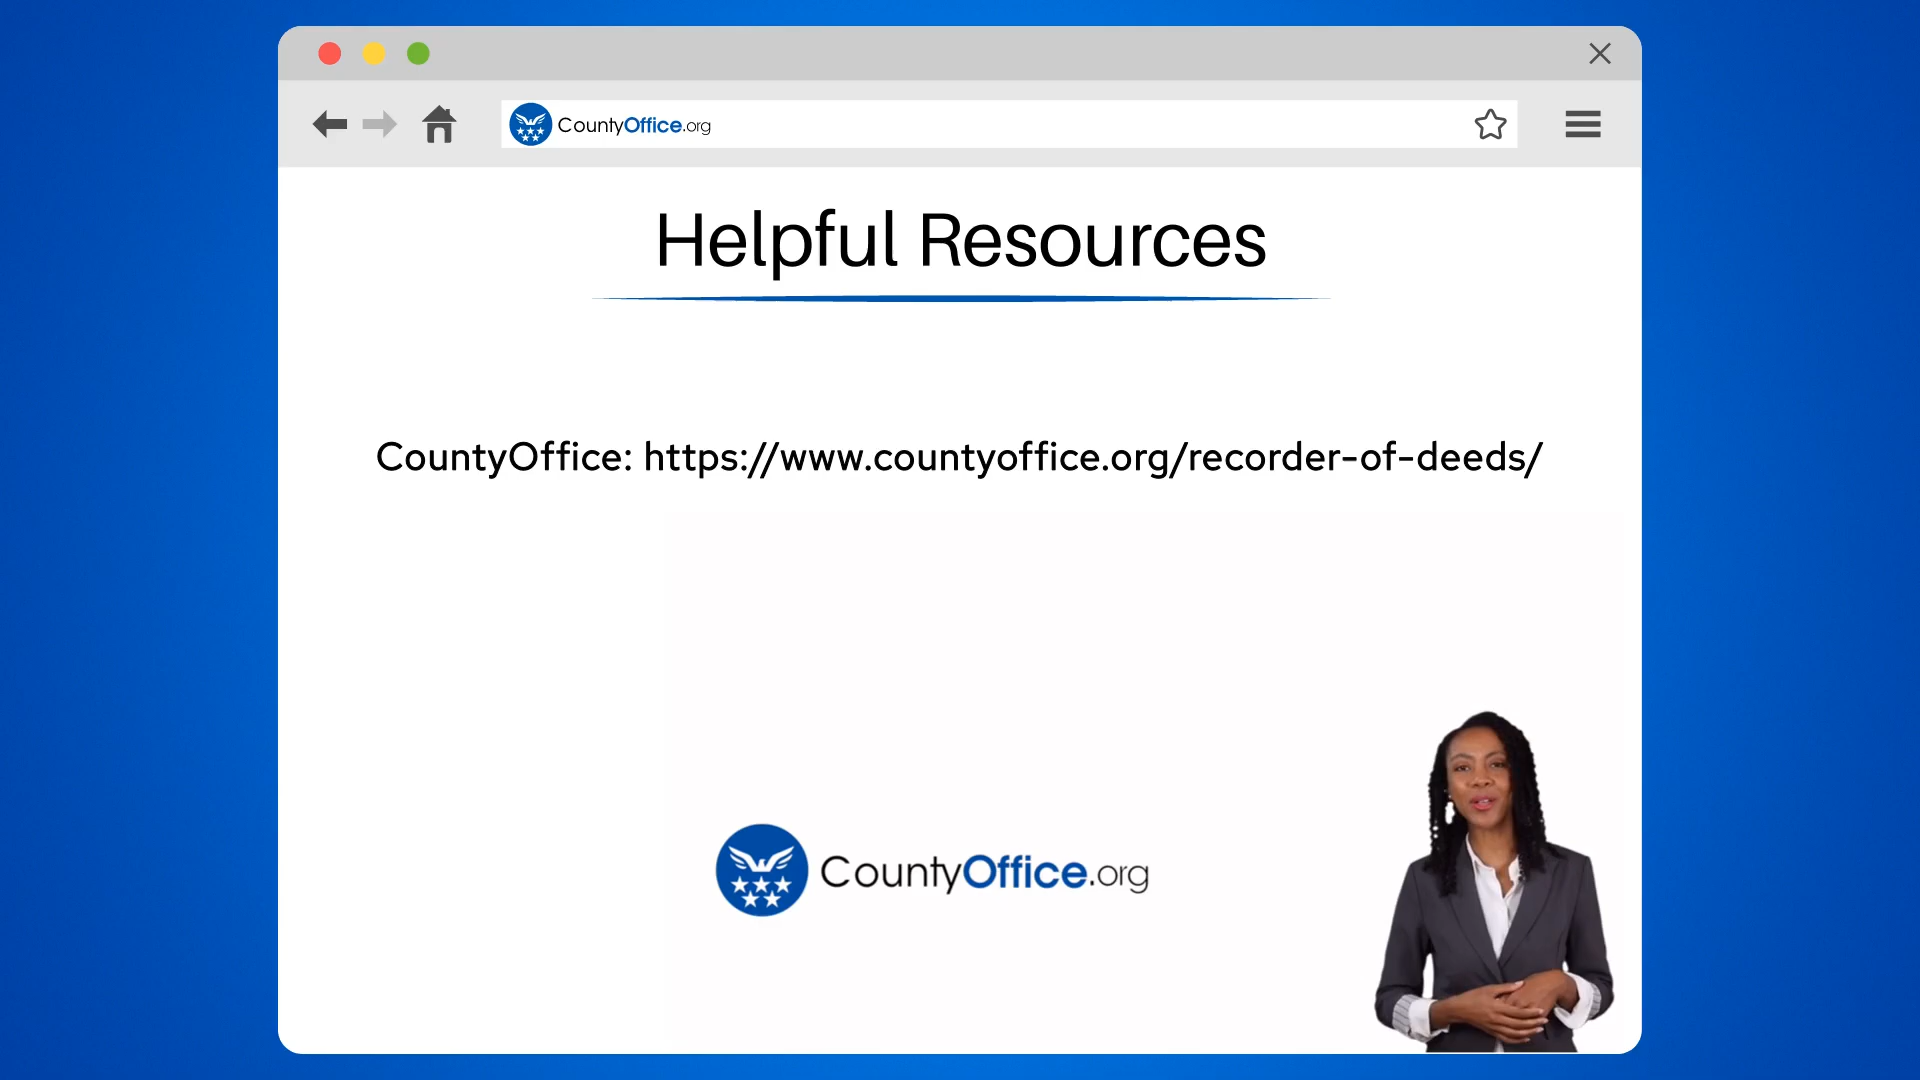 CountyOffice.org
Helpful Resources
CountyOffice: https://www.countyoffice.org/recorder-of-deeds/
CountyOffice.org